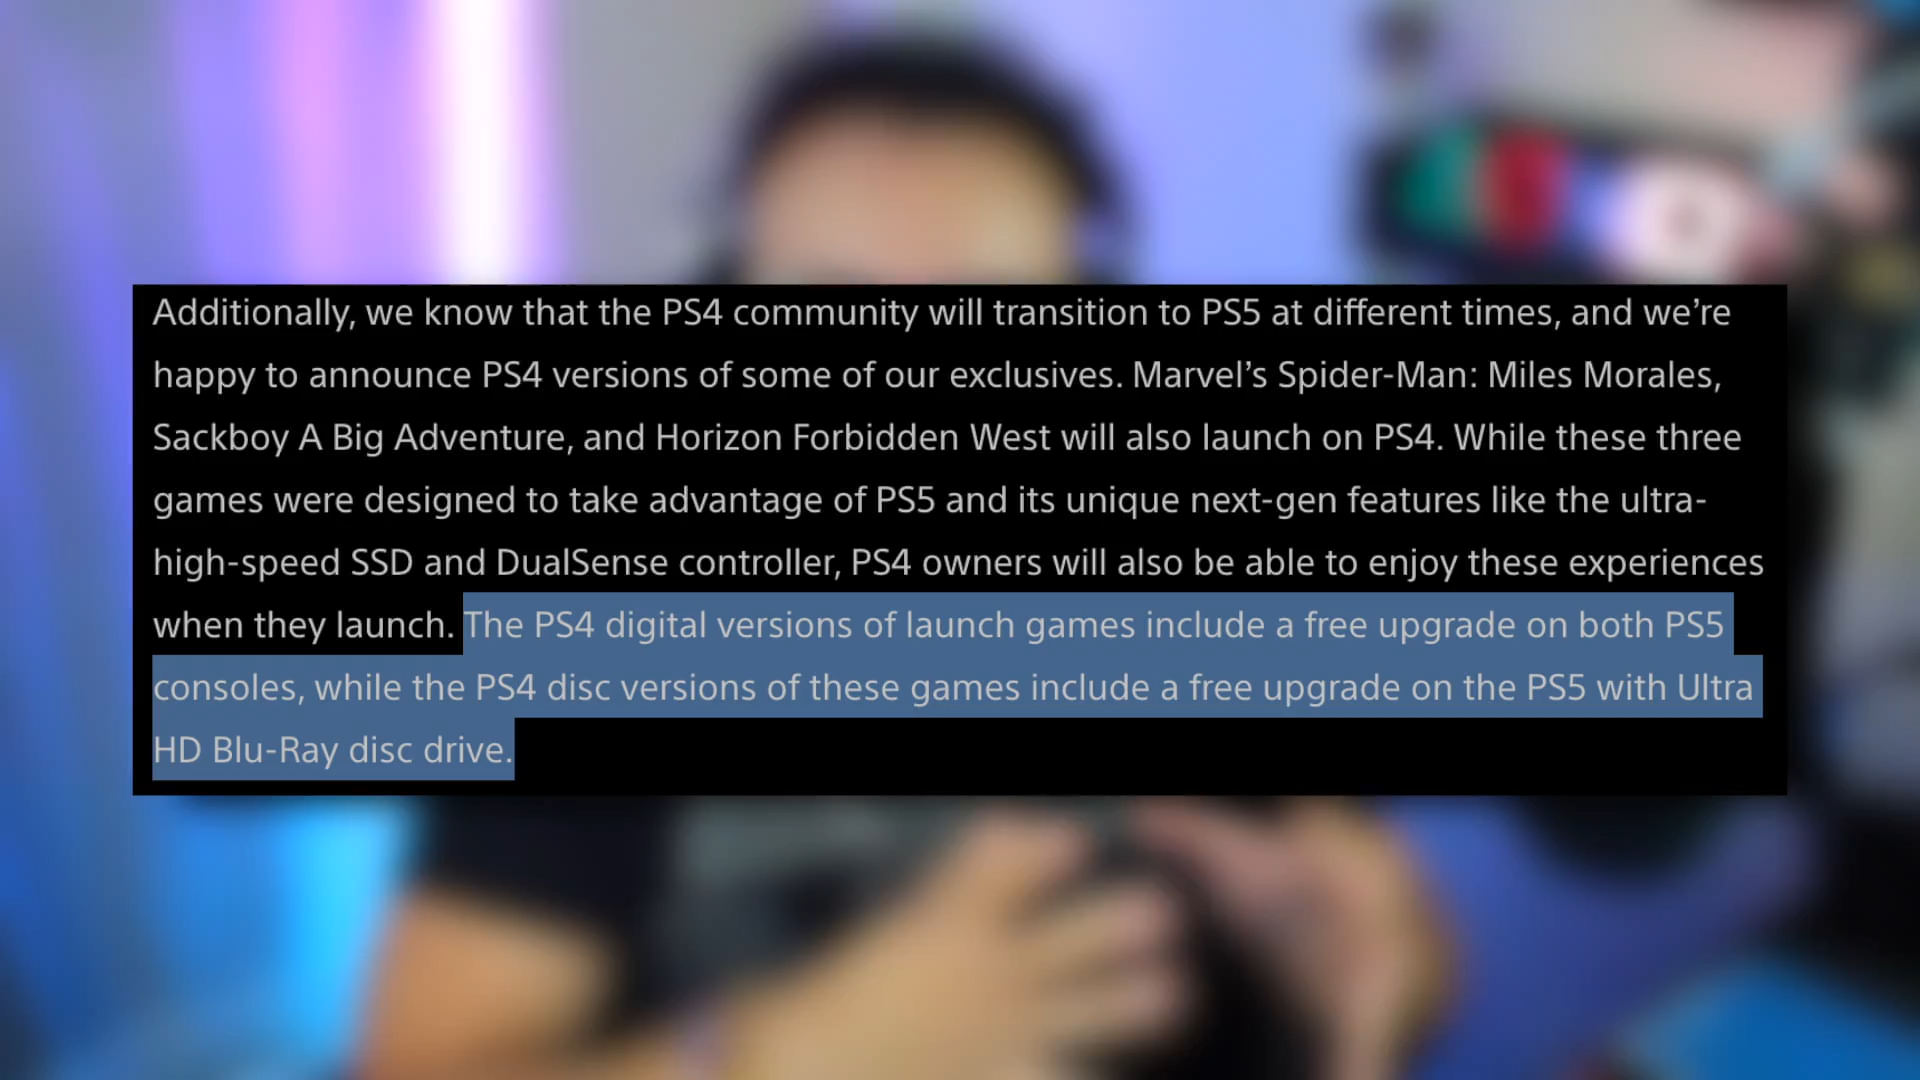 Additionally, we know that the PS4 community will transition to PS5 at different times, and we’re
happy to announce PS4 versions of some of our exclusives. Marvel’s Spider-Man: Miles Morales,
Sackboy A Big Adventure, and Horizon Forbidden West will also launch on PS4. While these three
games were designed to take advantage of PS5 and its unique next-gen features like the ultra-
high-speed SSD and DualSense controller, PS4 owners will also be able to enjoy these experiences
when they launch. The PS4 digital versions of launch games include a free upgrade on both PS5
consoles, while the PS4 disc versions of these games include a free upgrade on the PS5 with Ultra
HD Blu-Ray disc drive.